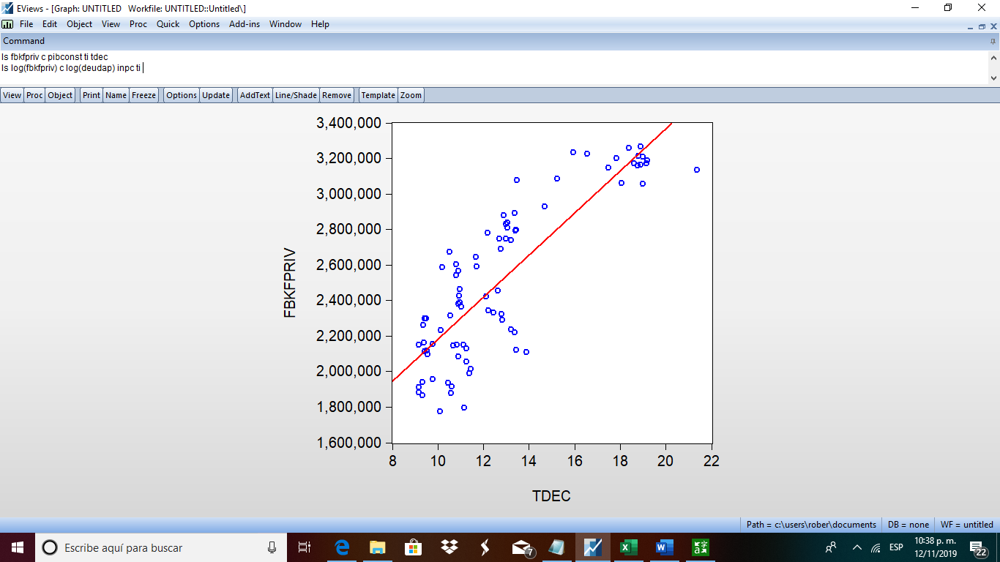 EViews - [Graph: UNTITLED Workfile: UNTITLED::Untitled\]
File Edit Object View Proc Quick Options Add-ins Window Help
Command
ls fbkfpriv c pibconst ti tdec
ls log(fbkfpriv) c log(deudap) inpc ti
View Proc Object Print Name Freeze Options Update AddText Line/Shade Remove Template Zoom
3,400,000
3,200,000
3,000,000
2,800,000
2,600,000
2,400,000
2,200,000
2,000,000
1,800,000
1,600,000
FBKFPRIV
8 10 12 14 16 18 20 22
TDEC
Path = c:\users\rober\documents DB = none WF = untitled
Escribe aquí para buscar
7
ESP
10:38 p. m.
12/11/2019
22